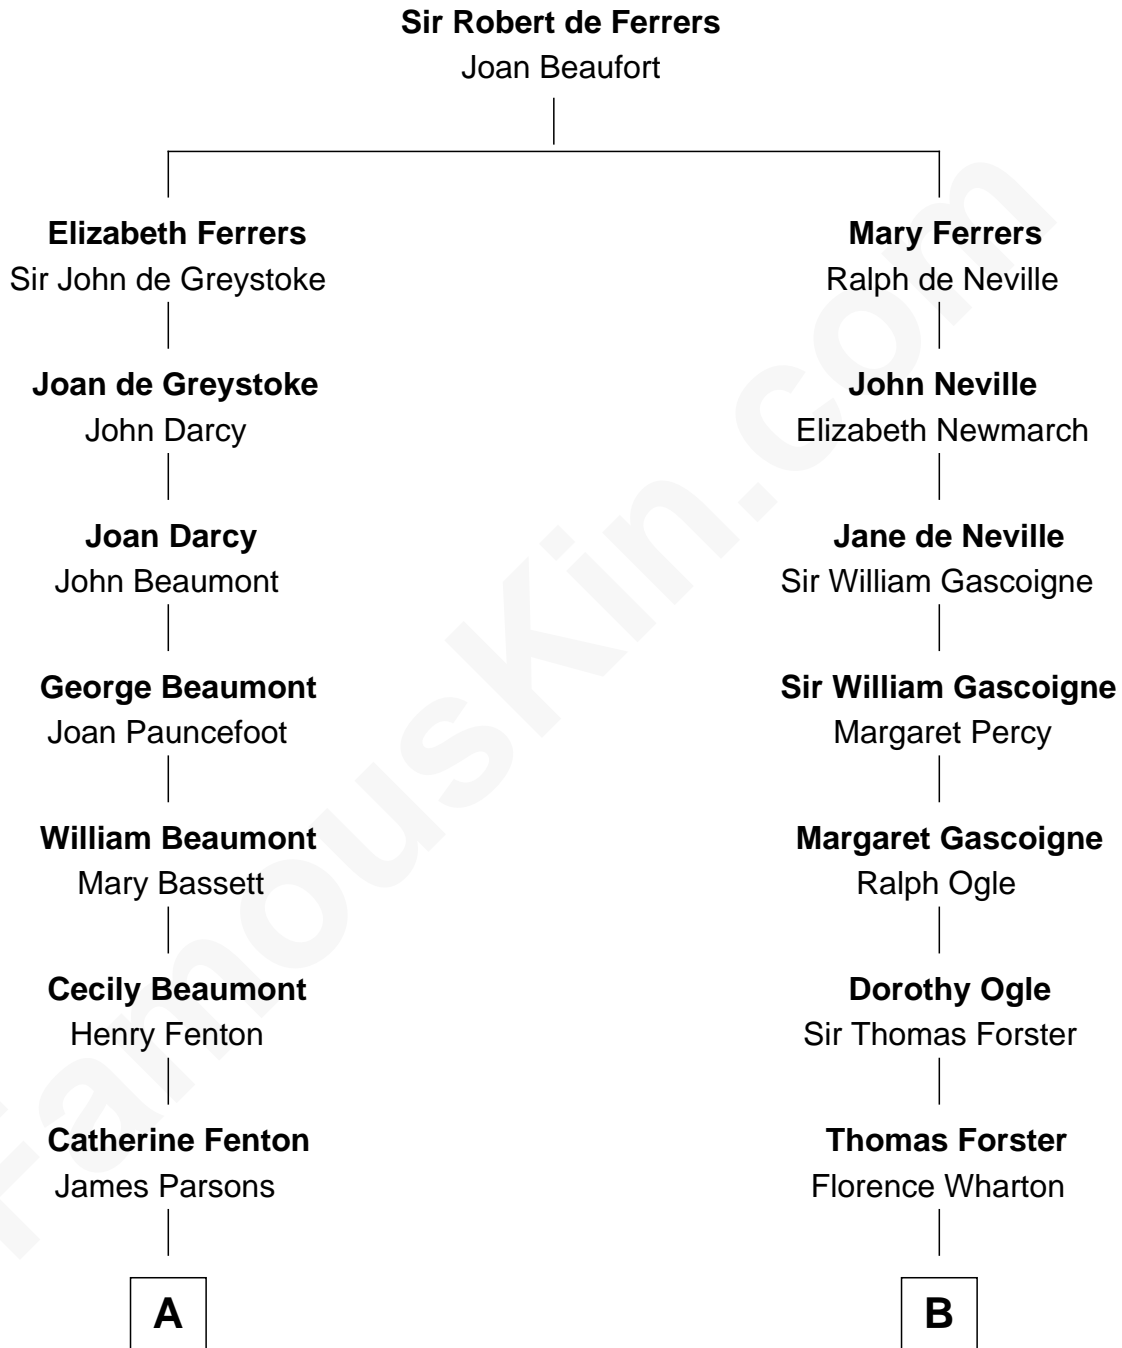 Sir Robert de Ferrers
Joan Beaufort
Elizabeth Ferrers
Sir John de Greystoke
Mary Ferrers
Ralph de Neville
Joan de Greystoke
John Darcy
John Neville
Elizabeth Newmarch
Joan Darcy
John Beaumont
Jane de Neville
Sir William Gascoigne
George Beaumont
Joan Pauncefoot
Sir William Gascoigne
Margaret Percy
William Beaumont
Mary Bassett
Margaret Gascoigne
Ralph Ogle
Cecily Beaumont
Henry Fenton
Dorothy Ogle
Sir Thomas Forster
Catherine Fenton
James Parsons
Thomas Forster
Florence Wharton
A
B
FamousKin.com